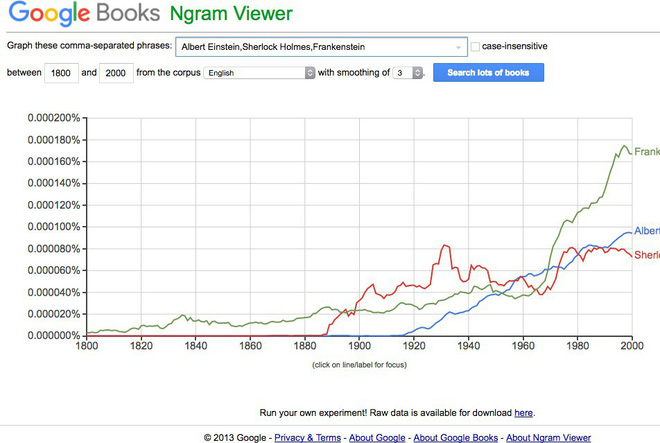 Google Books Ngram Viewer
Graph these comma-separated phrases: Albert Einstein,Sherlock Holmes,Frankenstein case-insensitive
between 1800 and 2000 from the corpus English with smoothing of 3 . Search lots of books
0.000200%
0.000180%
0.000160%
0.000140%
0.000120%
0.000100%
0.000080%
0.000060%
0.000040%
0.000020%
0.000000%
Frank
Albert
Sherlo
1800 1820 1840 1860 1880 1900 1920 1940 1960 1980 2000
(click on line/label for focus)
Run your own experiment! Raw data is available for download here.
© 2013 Google - Privacy & Terms - About Google - About Google Books - About Ngram Viewer